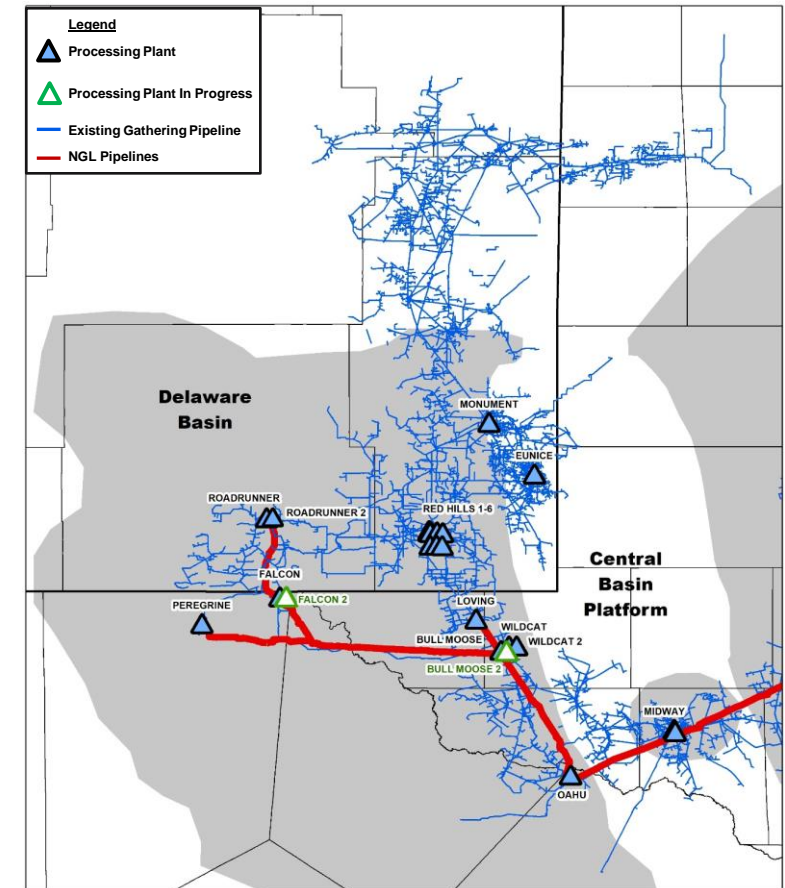 Legend
Processing Plant
Processing Plant In Progress
Existing Gathering Pipeline
NGL Pipelines
Delaware
Basin
MONUMENT
EUNICE
ROADRUNNER
ROADRUNNER 2
RED HILLS 1-6
Central
Basin
Platform
FALCON
FALCON 2
PEREGRINE
LOVING
WILDCAT
BULL MOOSE
WILDCAT 2
BULL MOOSE 2
MIDWAY
OAHU